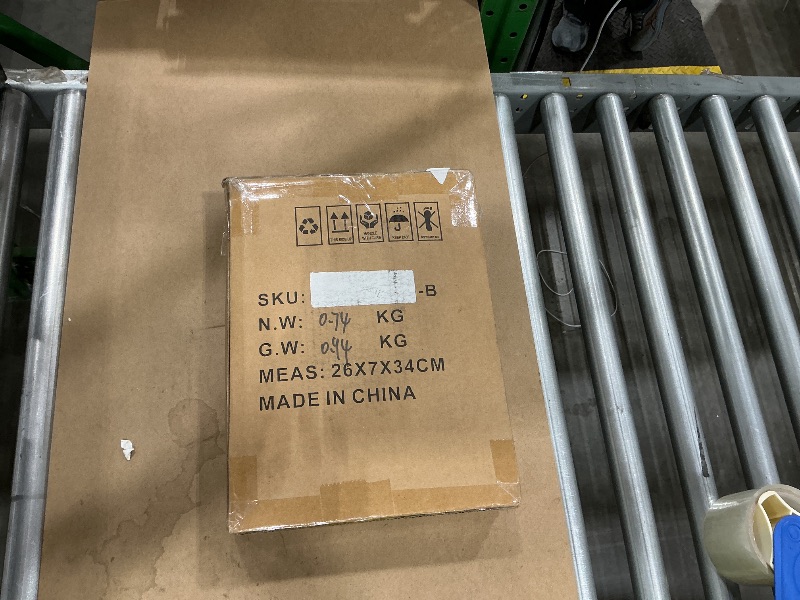 SKU: -B
N.W: 0.74 KG
G.W: 0.94 KG
MEAS: 26X7X34CM
MADE IN CHINA